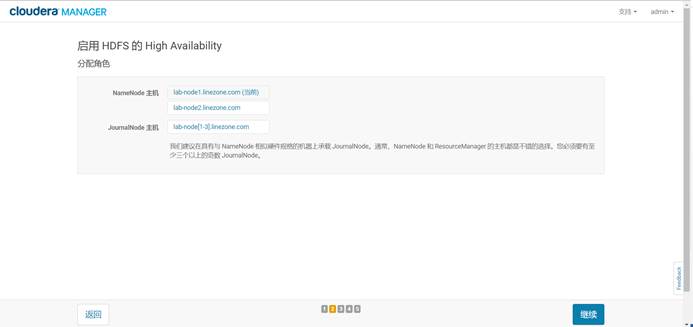 cloudera MANAGER
支持 admin
启用 HDFS 的 High Availability
分配角色
NameNode 主机
lab-node1.linezone.com (当前)
lab-node2.linezone.com
JournalNode 主机
lab-node[1-3].linezone.com
我们建议在具有与 NameNode 相似硬件规格的机器上承载 JournalNode。通常，NameNode 和 ResourceManager 的主机都是不错的选择。您必须要有至
少三个以上的奇数 JournalNode。
Feedback
返回
1 2 3 4 5
继续